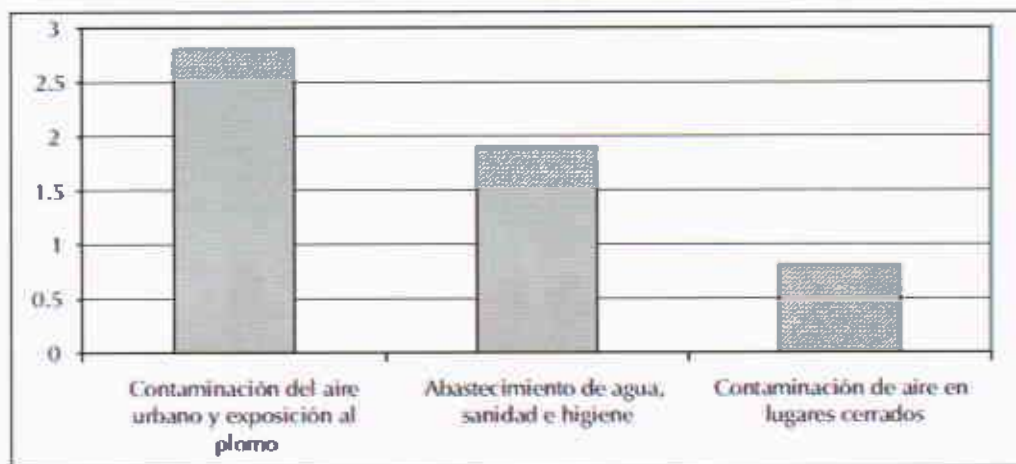 3
2.5
2
1.5
1
0.5
0
Contaminación del aire
urbano y exposición al
plomo
Abastecimiento de agua,
sanidad e higiene
Contaminación de aire en
lugares cerrados